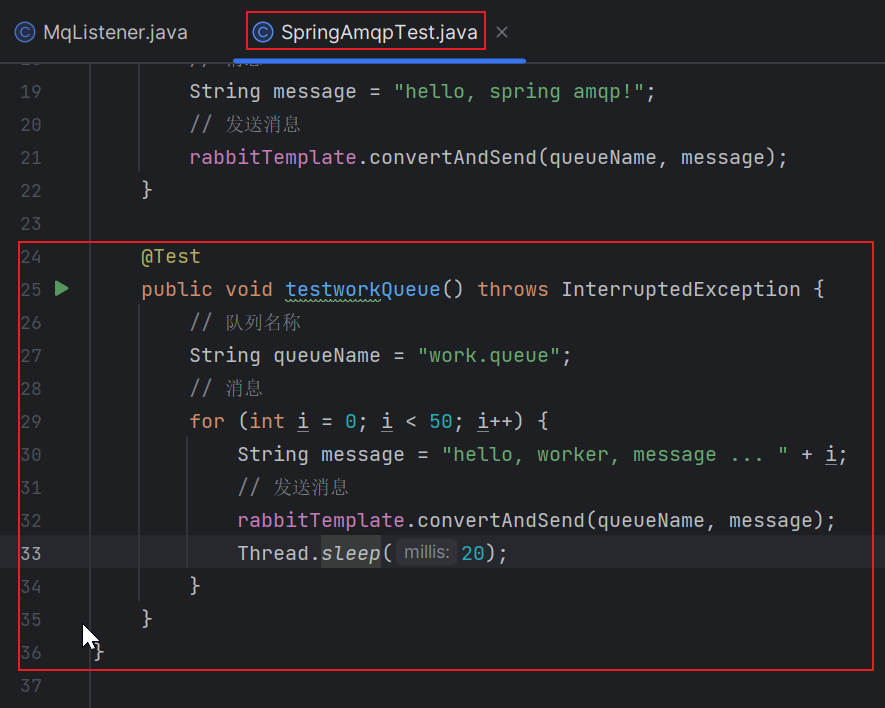 MqListener.java
SpringAmqpTest.java
19 String message = "hello, spring amqp!";
20 // 发送消息
21 rabbitTemplate.convertAndSend(queueName, message);
22 }
23
24 @Test
25 public void testworkQueue() throws InterruptedException {
26 // 队列名称
27 String queueName = "work.queue";
28 // 消息
29 for (int i = 0; i < 50; i++) {
30 String message = "hello, worker, message ... " + i;
31 // 发送消息
32 rabbitTemplate.convertAndSend(queueName, message);
33 Thread.sleep( millis: 20);
34 }
35 }
36 }
37